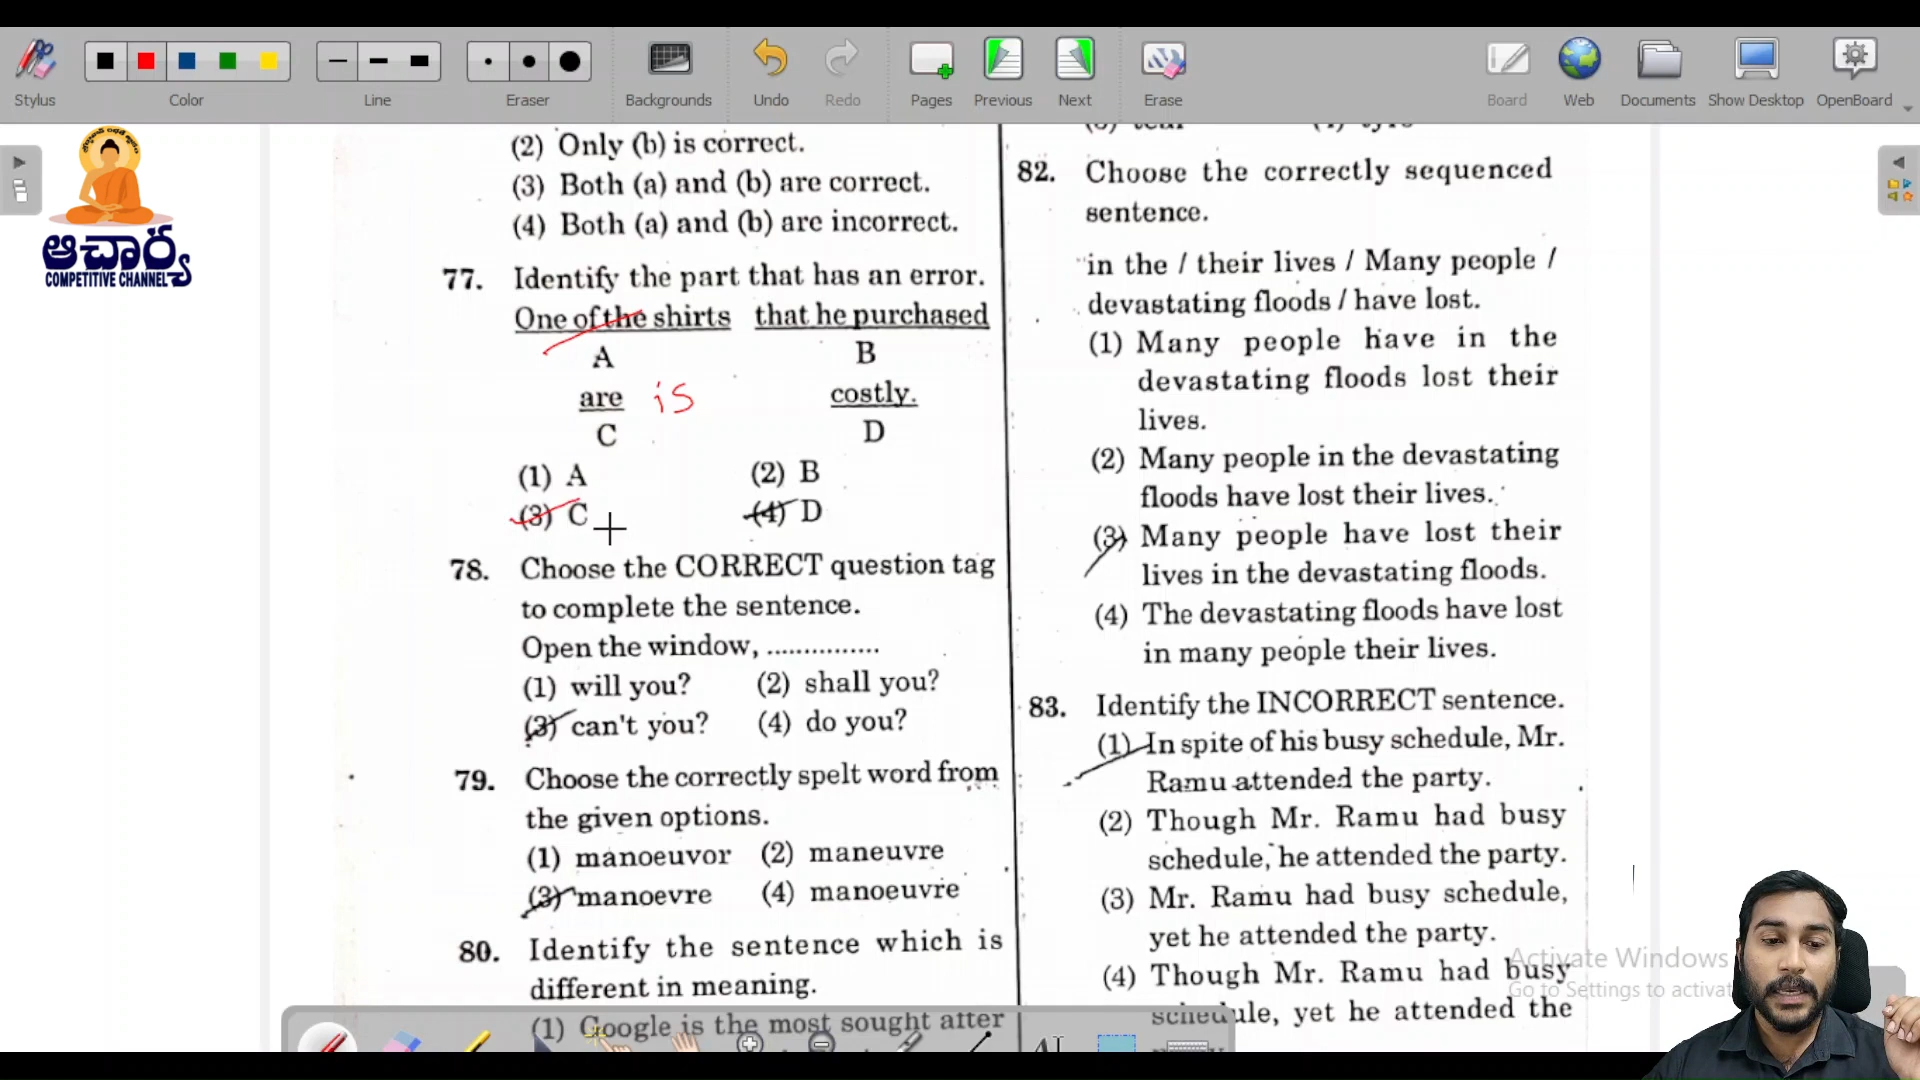 Stylus
Color
Line
Eraser
Backgrounds
Undo
Redo
Pages
Previous
Next
Erase
Board
Web
Documents
Show Desktop
OpenBoard
ఆచార్య
COMPETITIVE CHANNEL
(2) Only (b) is correct.
(3) Both (a) and (b) are correct.
(4) Both (a) and (b) are incorrect.
77. Identify the part that has an error.
One of the shirts that he purchased
A B
are is costly.
C D
(1) A (2) B
(3) C (4) D
78. Choose the CORRECT question tag
to complete the sentence.
Open the window, ...............
(1) will you? (2) shall you?
(3) can't you? (4) do you?
79. Choose the correctly spelt word from
the given options.
(1) manoeuvor (2) maneuvre
(3) manoevre (4) manoeuvre
80. Identify the sentence which is
different in meaning.
(1) Google is the most sought after
82. Choose the correctly sequenced
sentence.
in the / their lives / Many people /
devastating floods / have lost.
(1) Many people have in the
devastating floods lost their
lives.
(2) Many people in the devastating
floods have lost their lives.
(3) Many people have lost their
lives in the devastating floods.
(4) The devastating floods have lost
in many people their lives.
83. Identify the INCORRECT sentence.
(1) In spite of his busy schedule, Mr.
Ramu attended the party.
(2) Though Mr. Ramu had busy
schedule, he attended the party.
(3) Mr. Ramu had busy schedule,
yet he attended the party.
(4) Though Mr. Ramu had busy
schedule, yet he attended the
Activate Windows
Go to Settings to activat